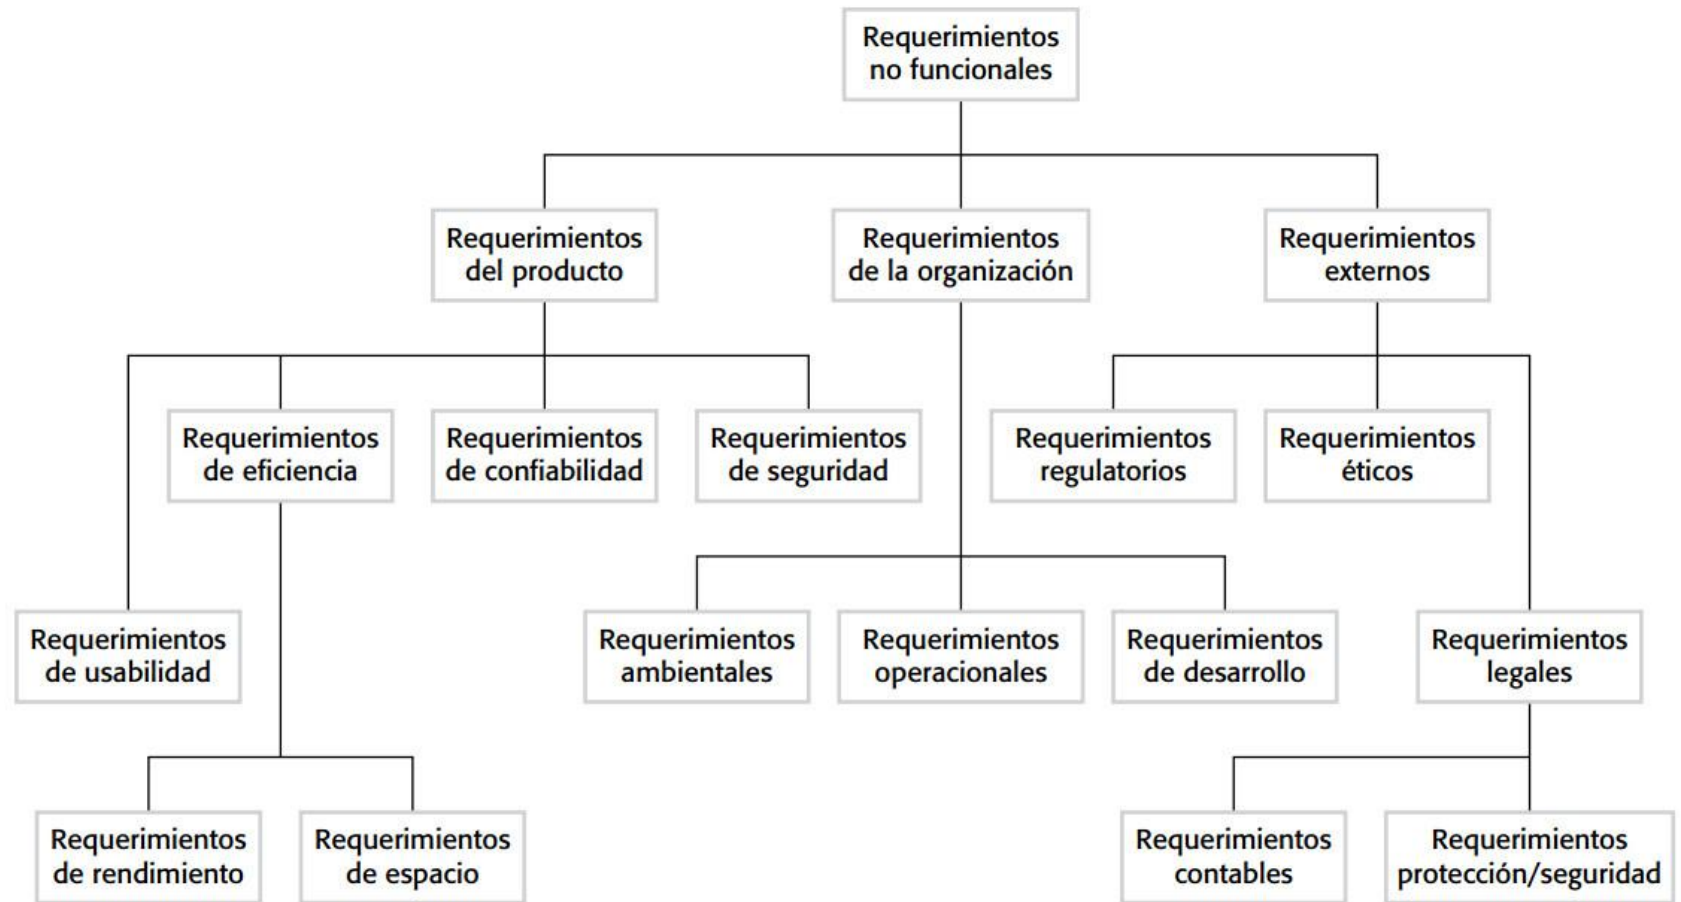 Requerimientos
no funcionales
Requerimientos
del producto
Requerimientos
de la organización
Requerimientos
externos
Requerimientos
de eficiencia
Requerimientos
de confiabilidad
Requerimientos
de seguridad
Requerimientos
regulatorios
Requerimientos
éticos
Requerimientos
de usabilidad
Requerimientos
ambientales
Requerimientos
operacionales
Requerimientos
de desarrollo
Requerimientos
legales
Requerimientos
de rendimiento
Requerimientos
de espacio
Requerimientos
contables
Requerimientos
protección/seguridad